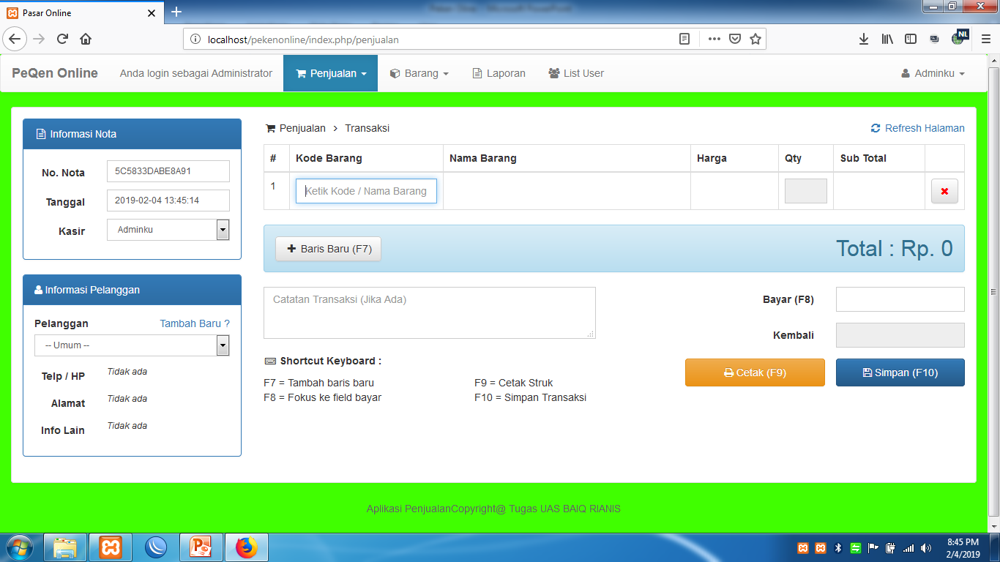 Pasar Online
localhost/pekenonline/index.php/penjualan
NL
PeQen Online Anda login sebagai Administrator Penjualan Barang Laporan List User Adminku
Informasi Nota
No. Nota 5C5833DABE8A91
Tanggal 2019-02-04 13:45:14
Kasir Adminku
Informasi Pelanggan
Pelanggan Tambah Baru ?
-- Umum --
Telp / HP Tidak ada
Alamat Tidak ada
Info Lain Tidak ada
Penjualan > Transaksi Refresh Halaman
# Kode Barang Nama Barang Harga Qty Sub Total
1 Ketik Kode / Nama Barang
Baris Baru (F7) Total : Rp. 0
Catatan Transaksi (Jika Ada)
Bayar (F8)
Kembali
Cetak (F9) Simpan (F10)
Shortcut Keyboard :
F7 = Tambah baris baru F9 = Cetak Struk
F8 = Fokus ke field bayar F10 = Simpan Transaksi
Aplikasi PenjualanCopyright@ Tugas UAS BAIQ RIANIS
8:45 PM
2/4/2019